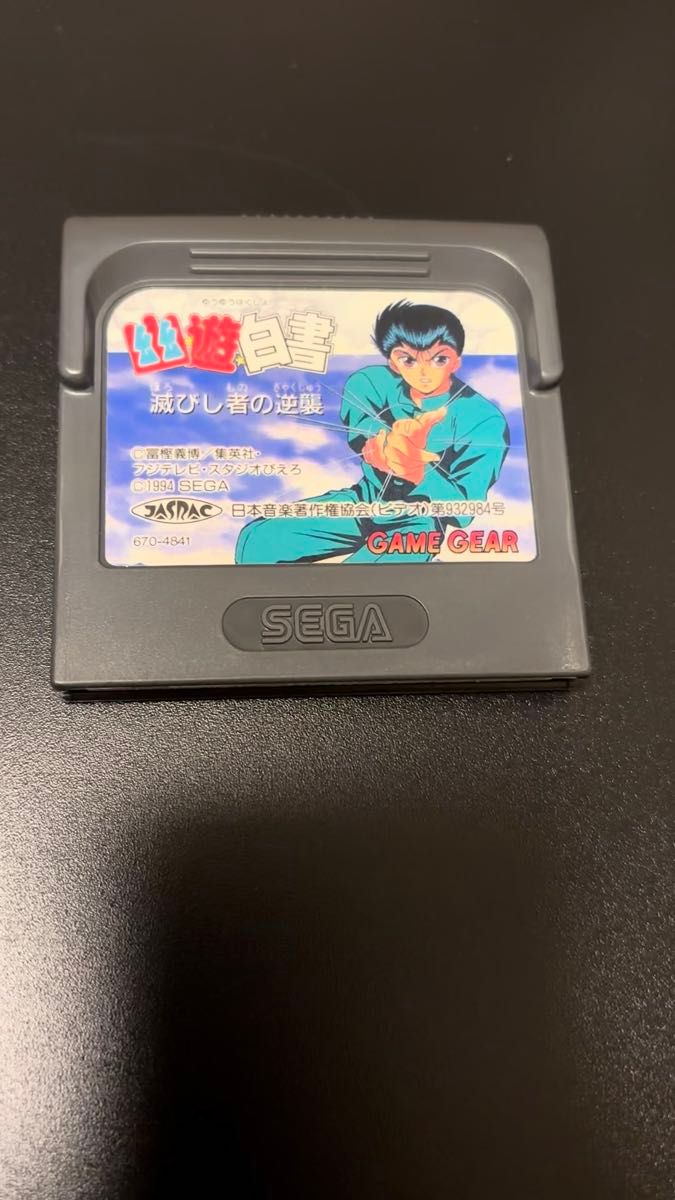 ゆうゆうはくしょ
幽遊白書
ほろ しもの ぎゃくしゅう
滅びし者の逆襲
©冨樫義博／集英社・
フジテレビ・スタジオぴえろ
©1994 SEGA
JASRAC 日本音楽著作権協会(ビデオ)第932984号
670-4841 GAME GEAR
SEGA